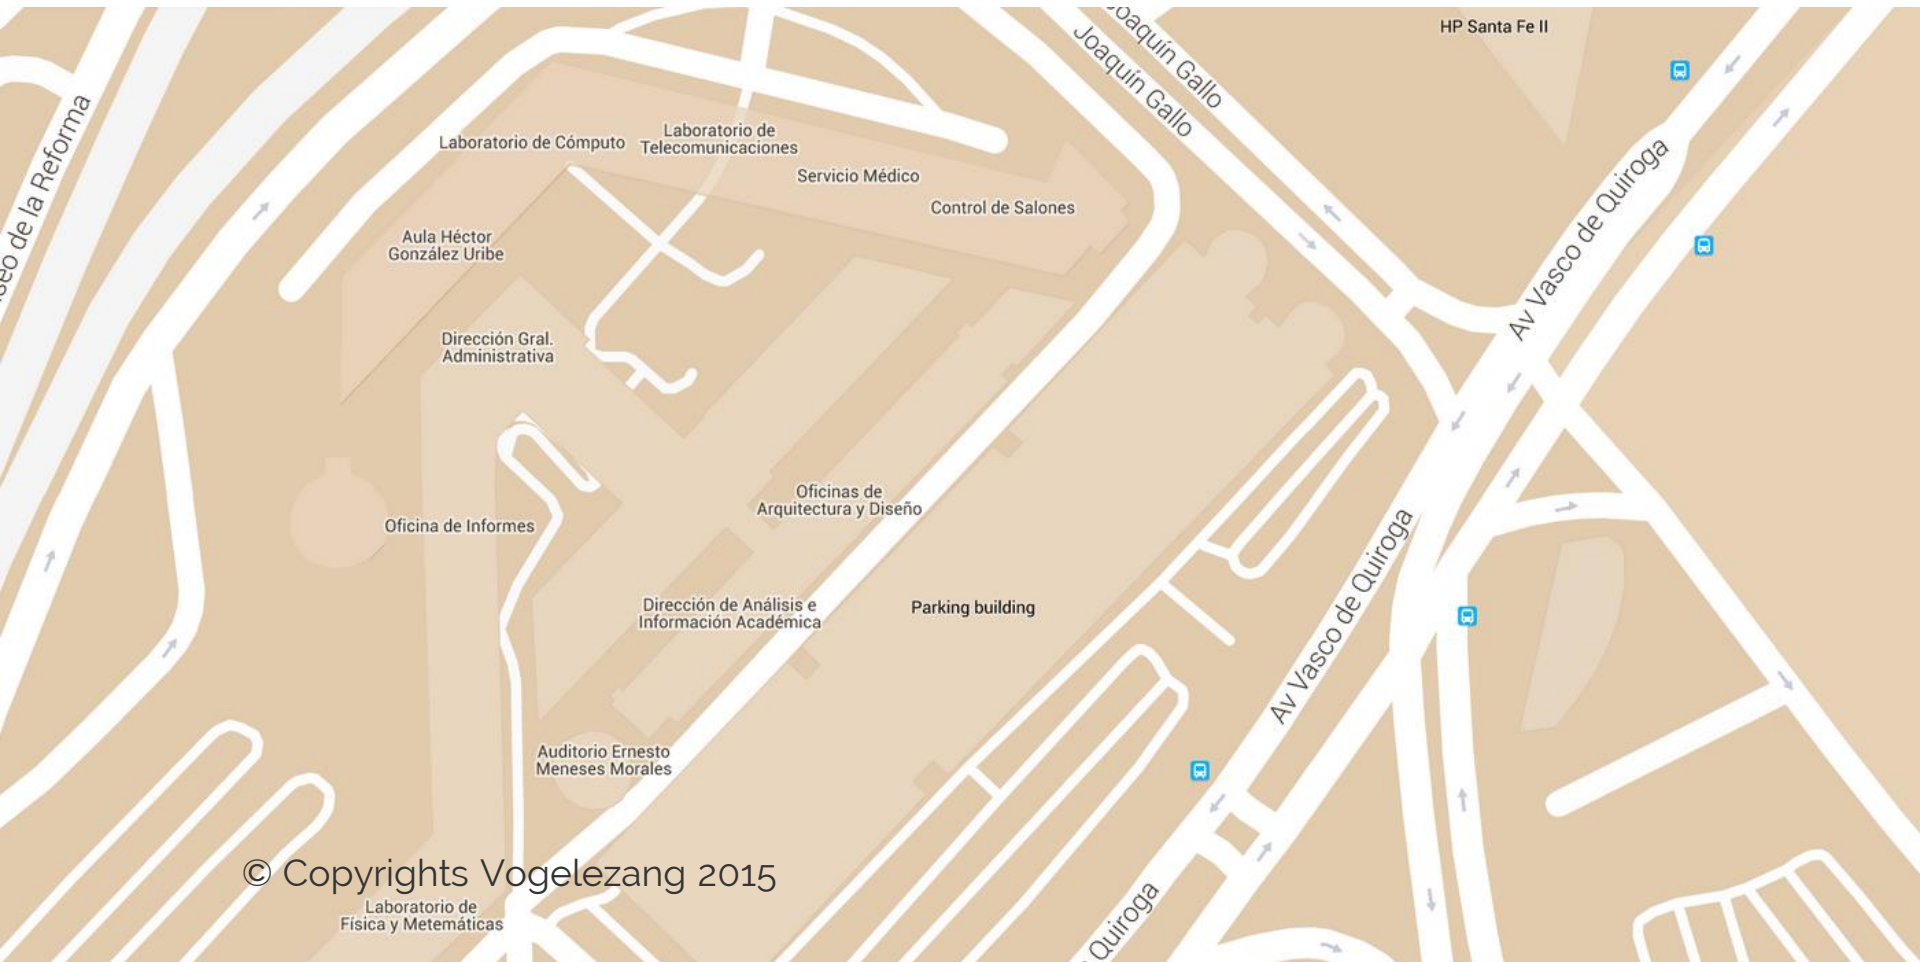 Joaquín Gallo
Joaquín Gallo
HP Santa Fe II
de la Reforma
Laboratorio de Cómputo
Laboratorio de
Telecomunicaciones
Servicio Médico
Control de Salones
Av Vasco de Quiroga
Aula Héctor
González Uribe
Dirección Gral.
Administrativa
Oficinas de
Arquitectura y Diseño
Oficina de Informes
Av Vasco de Quiroga
Dirección de Análisis e
Información Académica
Parking building
Auditorio Ernesto
Meneses Morales
© Copyrights Vogelezang 2015
Laboratorio de
Física y Metemáticas
Quiroga